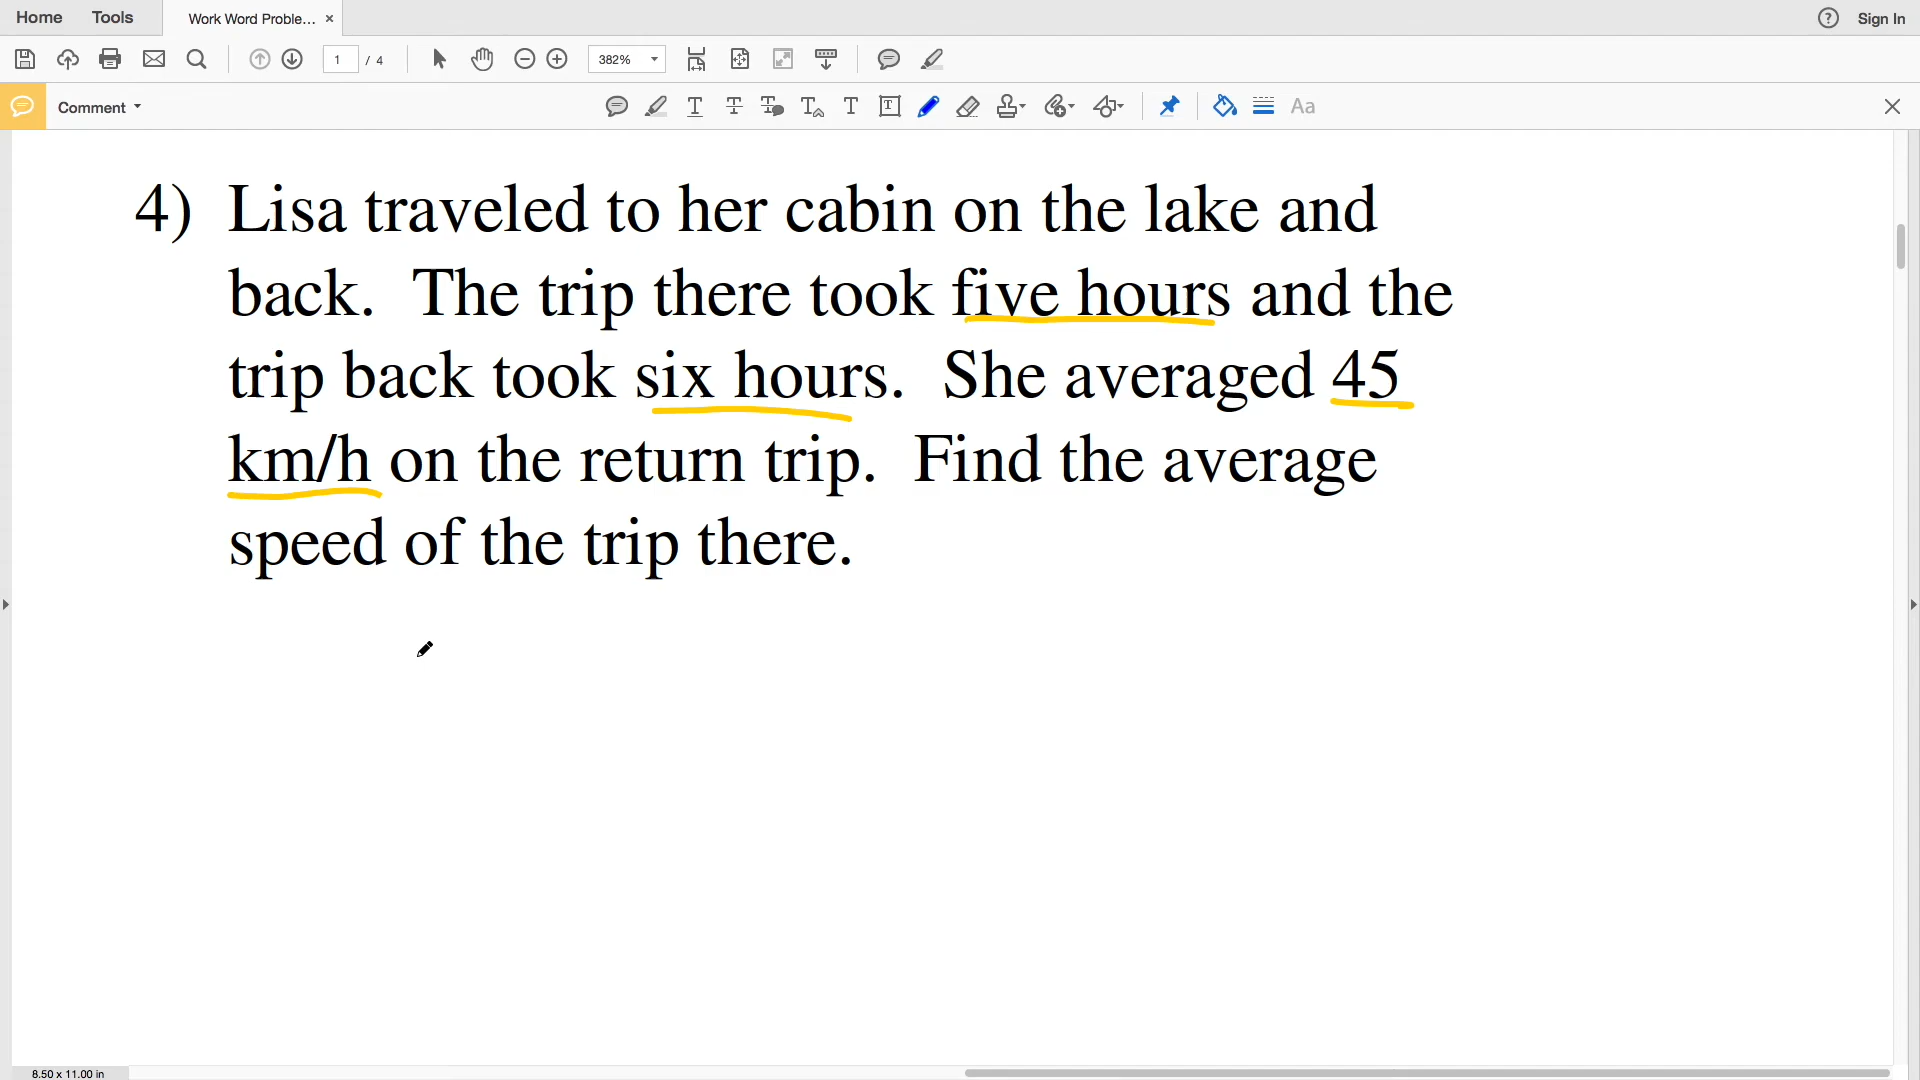 Home Tools Work Word Proble... × ? Sign In
1 / 4 382%
Comment T T T T T T Aa
4) Lisa traveled to her cabin on the lake and
back. The trip there took five hours and the
trip back took six hours. She averaged 45
km/h on the return trip. Find the average
speed of the trip there.
8.50 x 11.00 in